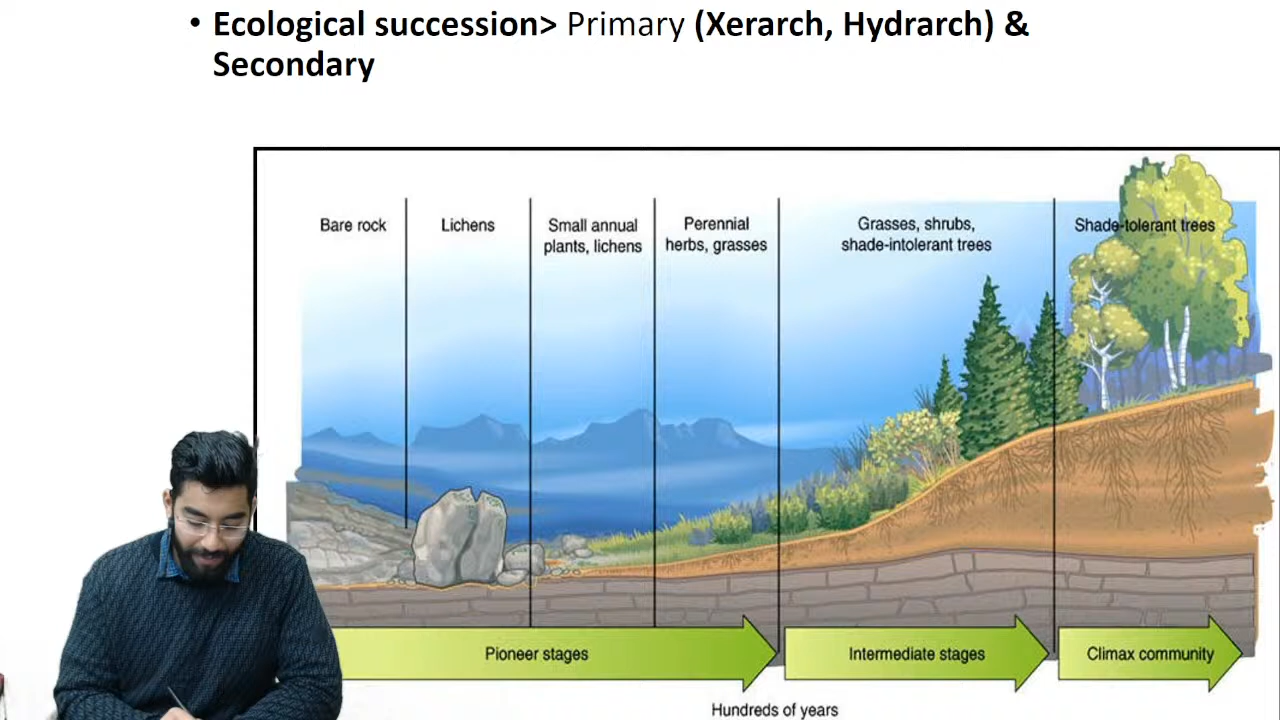 • Ecological succession> Primary (Xerarch, Hydrarch) &
Secondary
Bare rock
Lichens
Small annual
plants, lichens
Perennial
herbs, grasses
Grasses, shrubs,
shade-intolerant trees
Shade-tolerant trees
Pioneer stages
Intermediate stages
Climax community
Hundreds of years